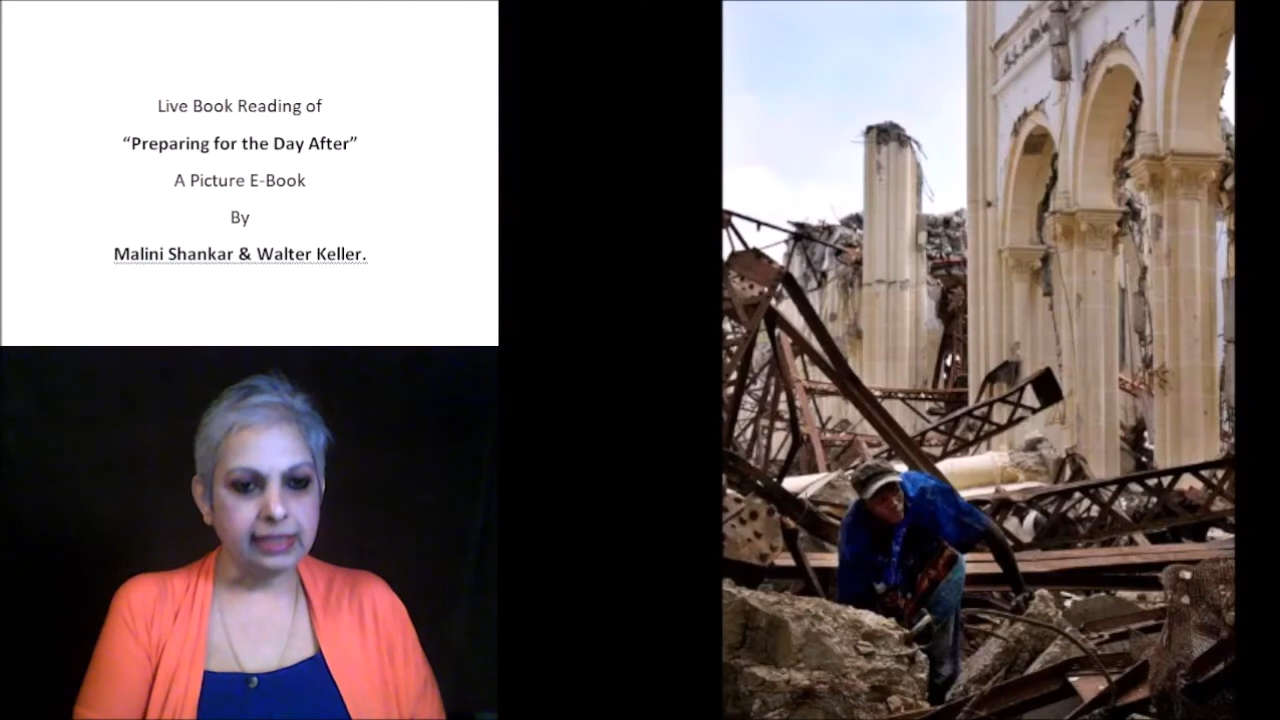 Live Book Reading of
“Preparing for the Day After”
A Picture E-Book
By
Malini Shankar & Walter Keller.